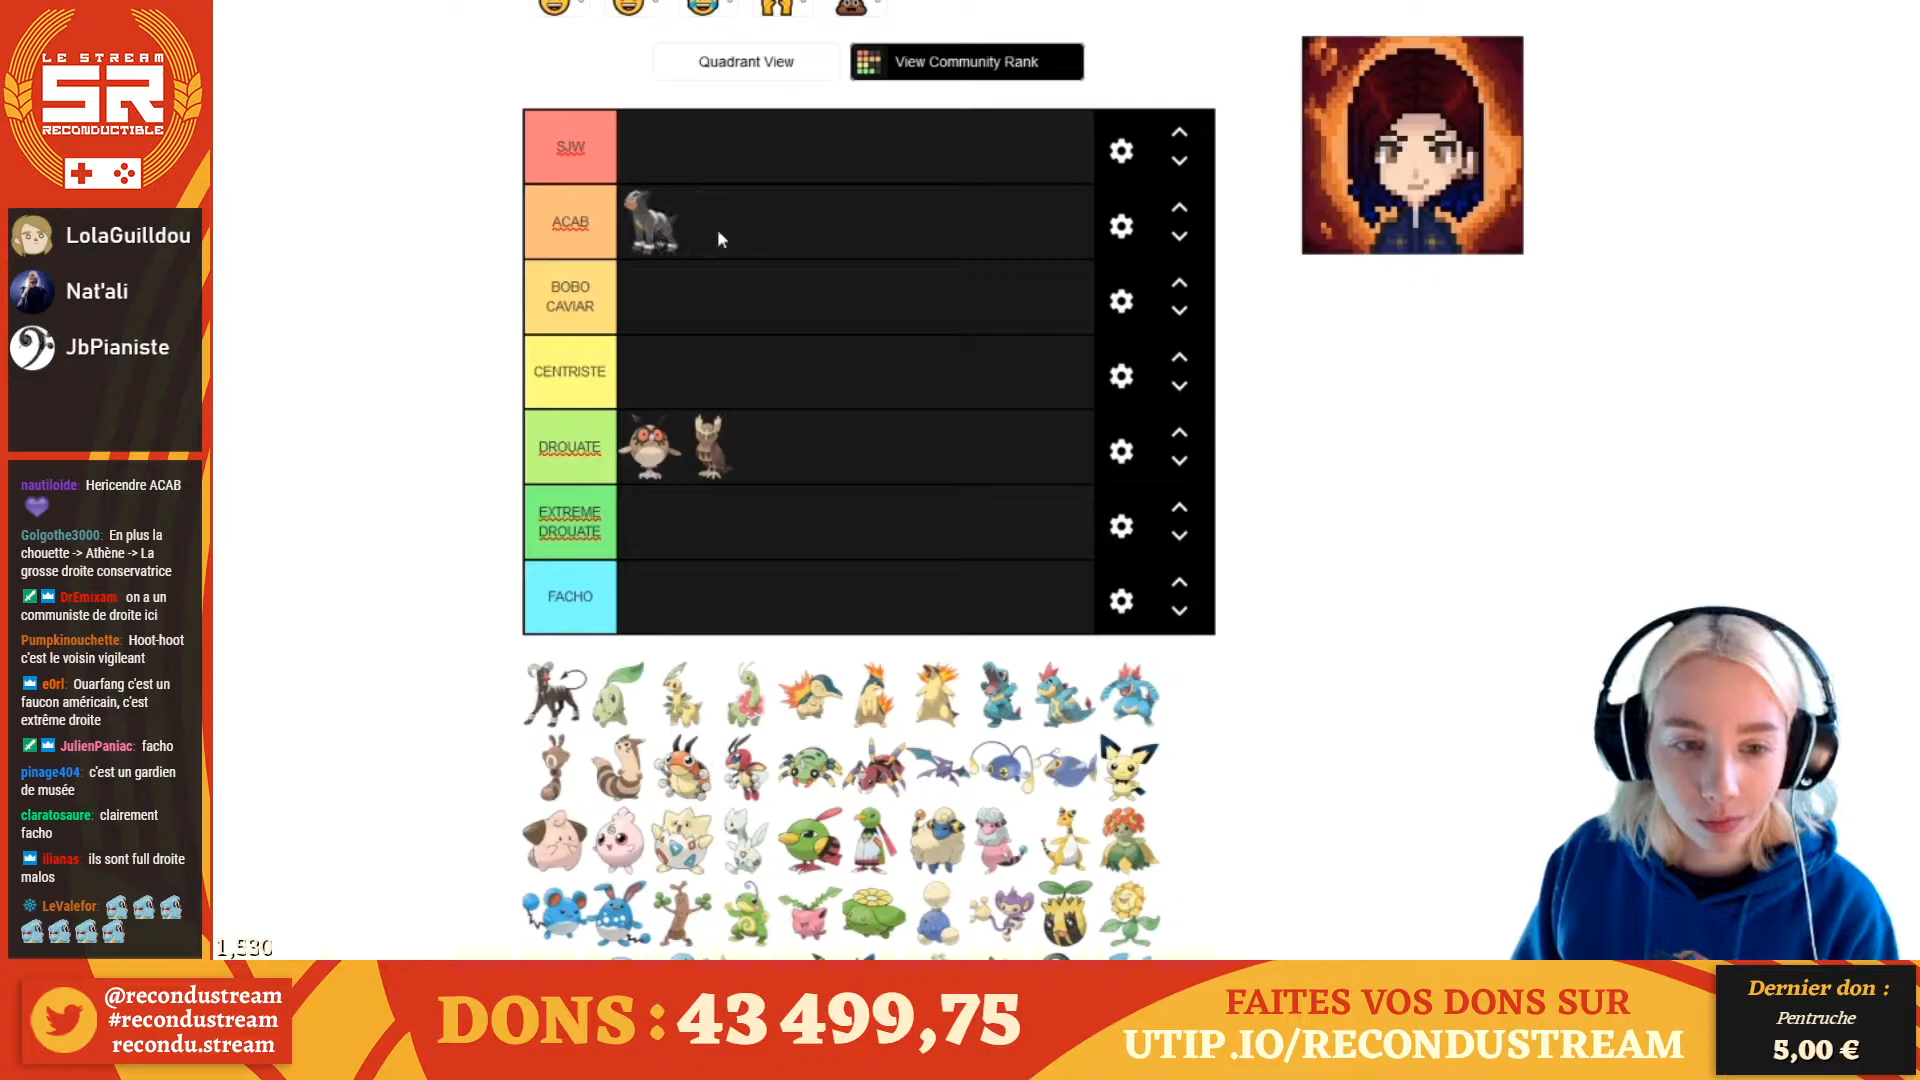 LE STREAM
SR
RECONDUCTIBLE
LolaGuilldou
Nat'ali
JbPianiste
nautiloide: Hericendre ACAB
Golgothe3000: En plus la
chouette -> Athène -> La
grosse droite conservatrice
DrEmixam: on a un
communiste de droite ici
Pumpkinouchette: Hoot-hoot
c'est le voisin vigileant
e0rl: Ouarfang c'est un
faucon américain, c'est
extrême droite
JulienPaniac: facho
pinage404: c'est un gardien
de musée
claratosaure: clairement
facho
ilianas: ils sont full droite
malos
LeValefor:
1,530
Quadrant View
View Community Rank
SJW
ACAB
BOBO
CAVIAR
CENTRISTE
DROUATE
EXTREME
DROUATE
FACHO
@recondustream
#recondustream
recondu.stream
DONS : 43 499,75
FAITES VOS DONS SUR
UTIP.IO/RECONDUSTREAM
Dernier don :
Pentruche
5,00 €